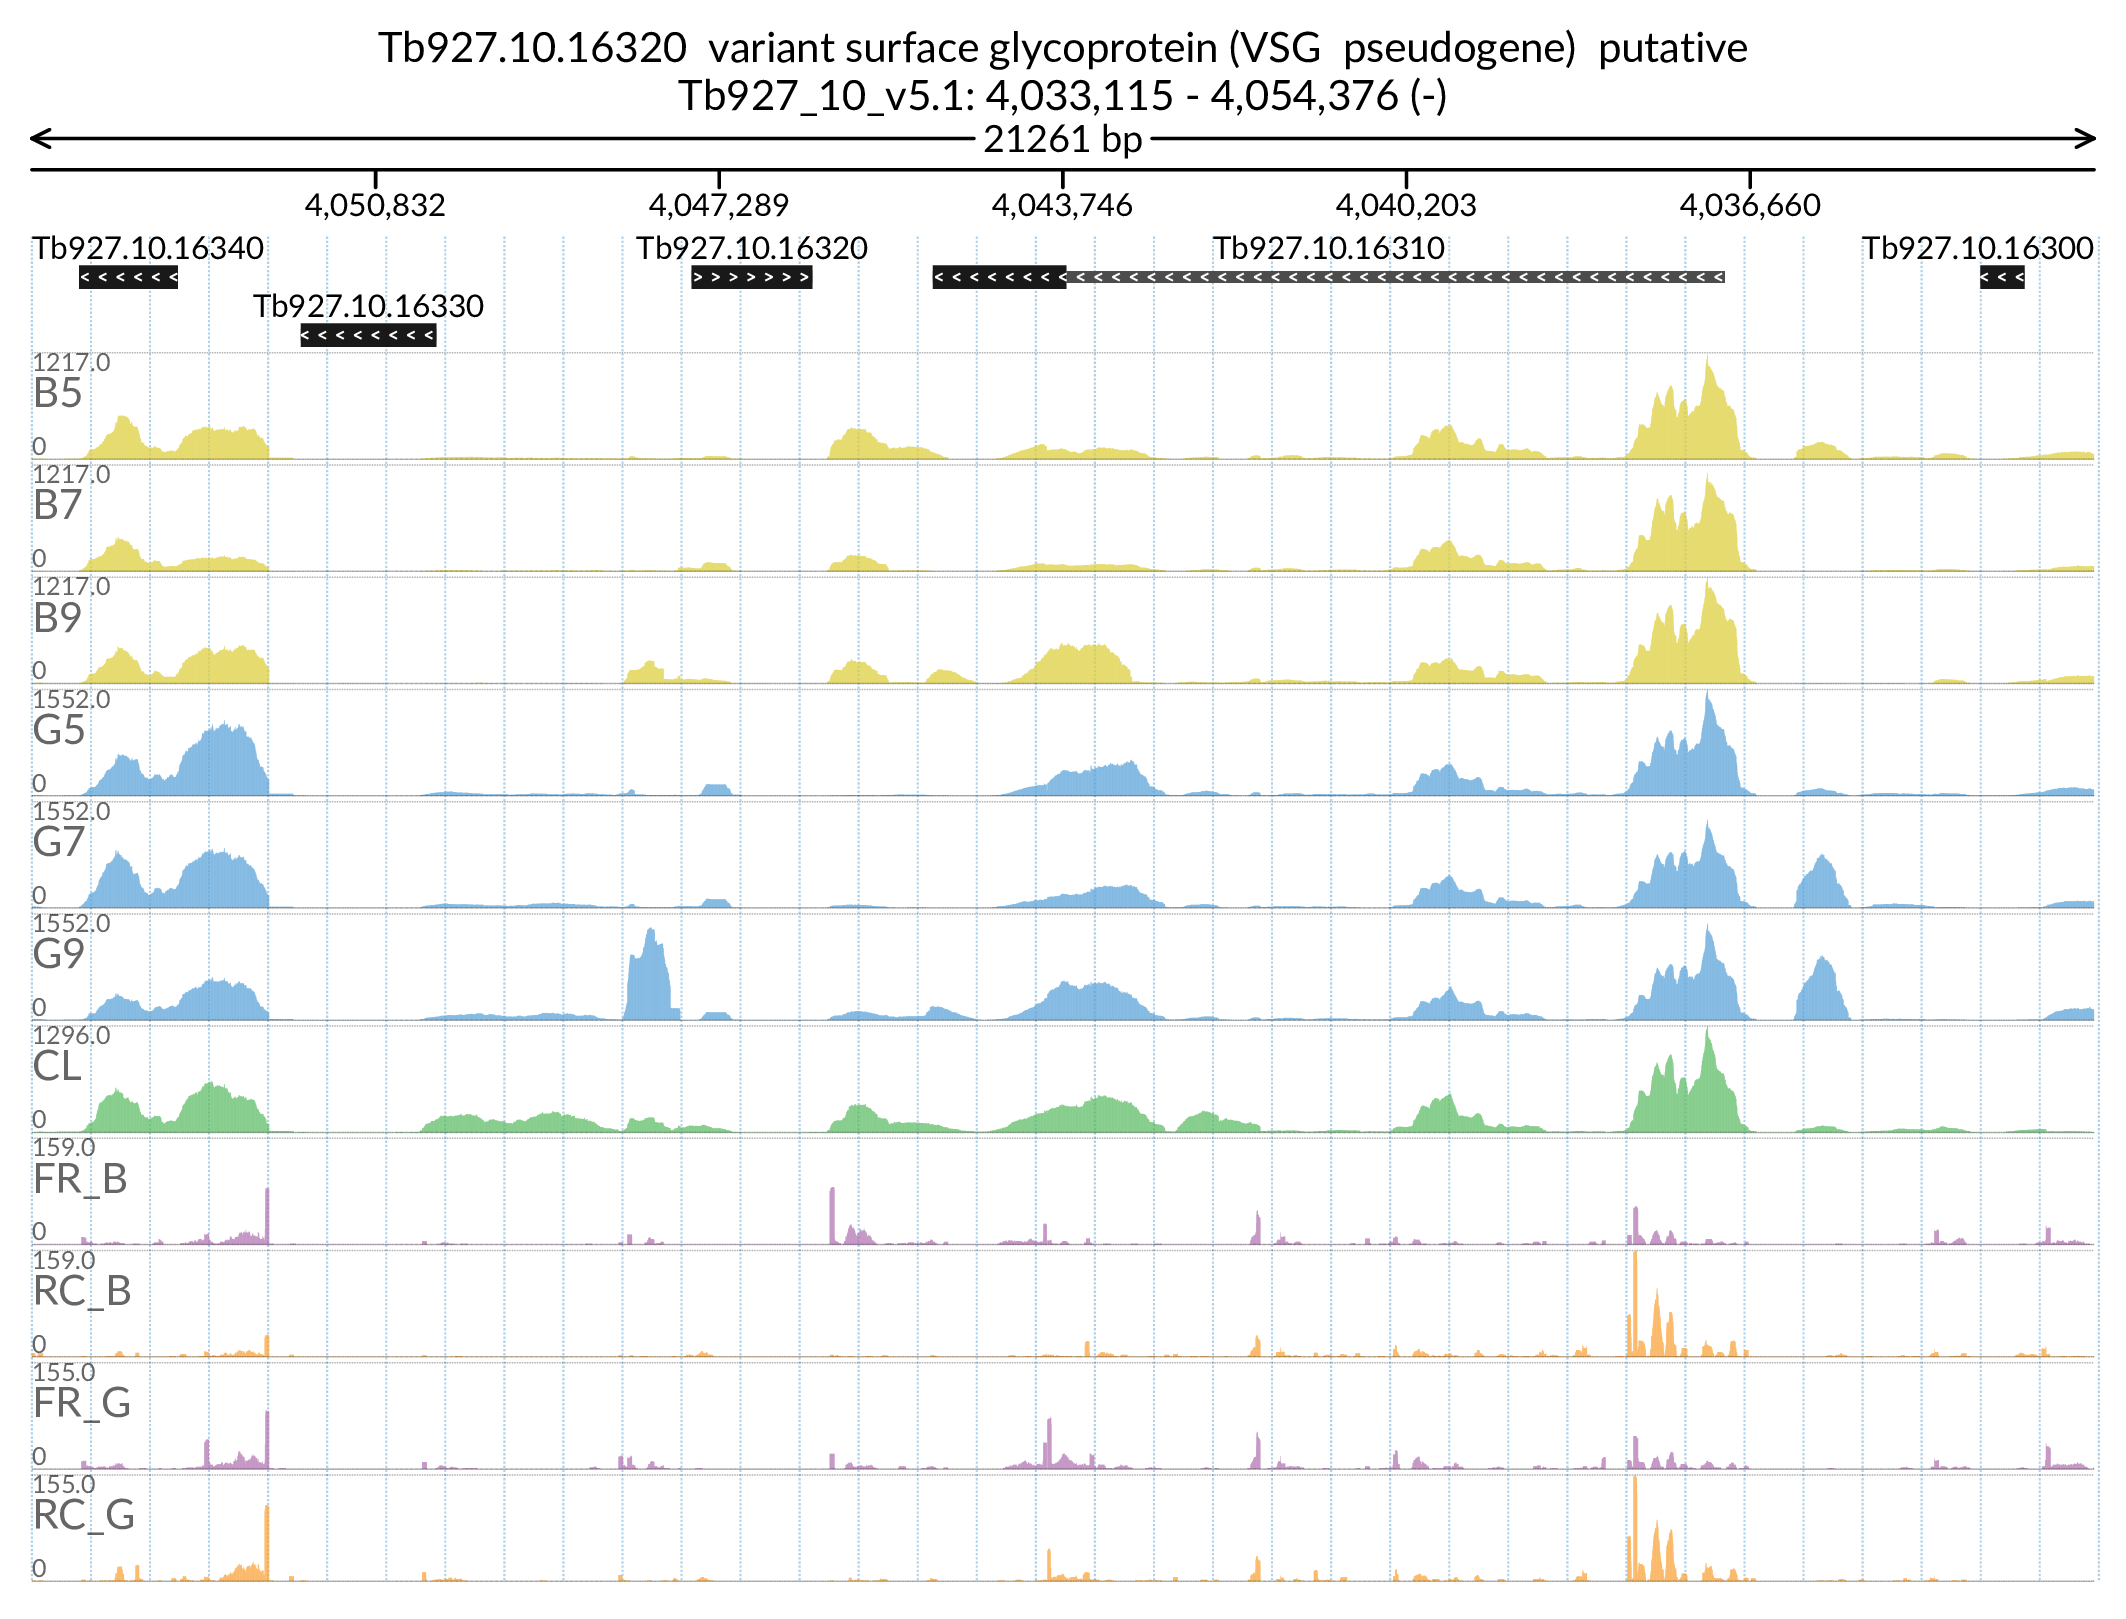 Tb927.10.16320  variant surface glycoprotein (VSG  pseudogene)  putative
Tb927_10_v5.1: 4,033,115 - 4,054,376 (-)
21261 bp
4,050,832 4,047,289 4,043,746 4,040,203 4,036,660
Tb927.10.16340 Tb927.10.16320 Tb927.10.16310 Tb927.10.16300
Tb927.10.16330
1217.0
B5
0
1217.0
B7
0
1217.0
B9
0
1552.0
G5
0
1552.0
G7
0
1552.0
G9
0
1296.0
CL
0
159.0
FR_B
0
159.0
RC_B
0
155.0
FR_G
0
155.0
RC_G
0